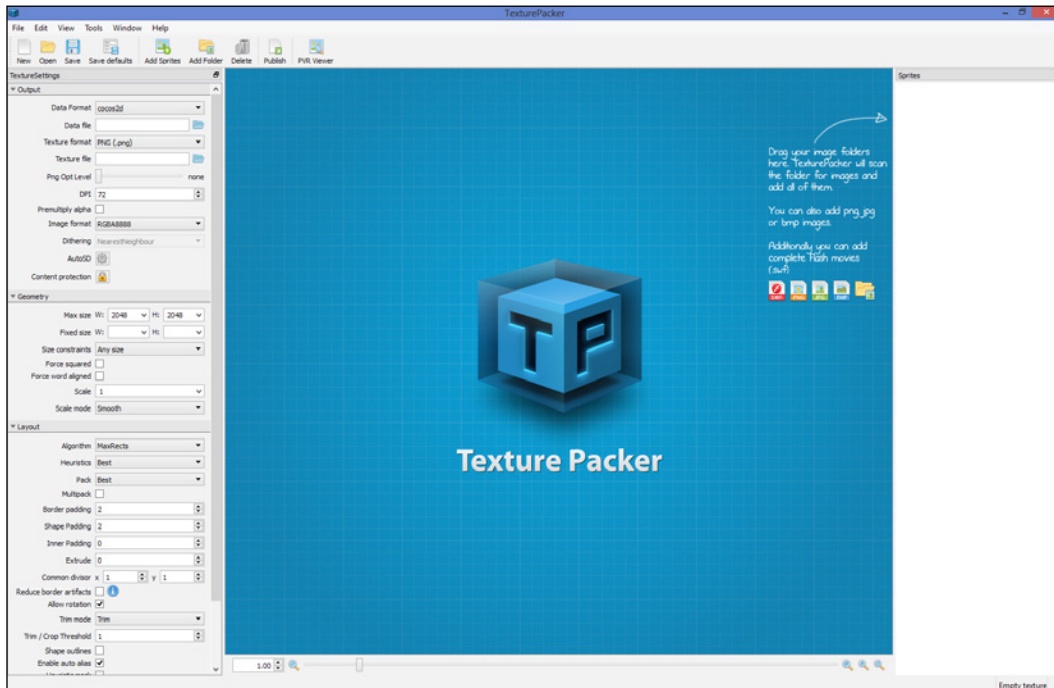 TexturePacker
File Edit View Tools Window Help
New Open Save Save defaults Add Sprites Add Folder Delete Publish PVR Viewer
TextureSettings
Output
Data Format cocos2d
Data file
Texture format PNG (.png)
Texture file
Png Opt Level none
DPI 72
Premultiply alpha
Image format RGBA8888
Dithering NearestNeighbour
AutoSD
Content protection
Geometry
Max size W: 2048 H: 2048
Fixed size W: H:
Size constraints Any size
Force squared
Force word aligned
Scale 1
Scale mode Smooth
Layout
Algorithm MaxRects
Heuristics Best
Pack Best
Multipack
Border padding 2
Shape Padding 2
Inner Padding 0
Extrude 0
Common divisor x 1 y 1
Reduce border artifacts
Allow rotation
Trim mode Trim
Trim / Crop Threshold 1
Shape outlines
Enable auto alias
TP
Texture Packer
Drag your image folders
here. TexturePacker will scan
the folder for images and
add all of them.
You can also add png, jpg
or bmp images.
Additionally you can add
complete flash movies
(.swf)
1.00
Sprites
Empty texture